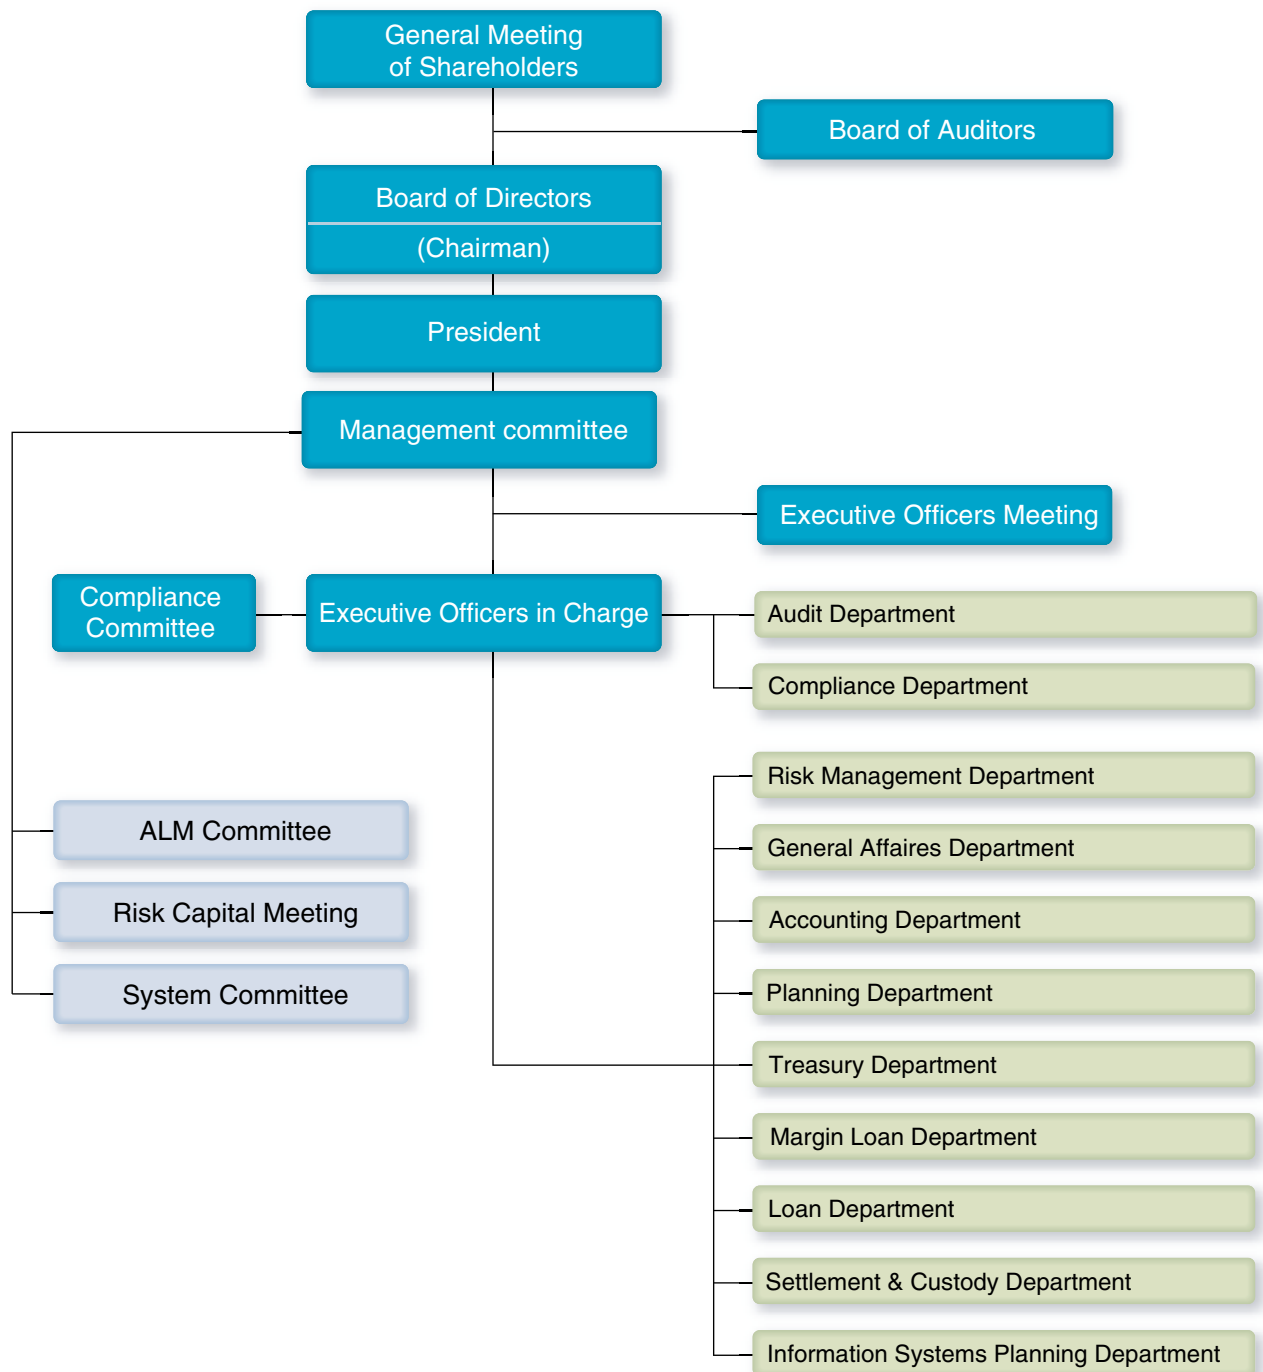 General Meeting
of Shareholders
Board of Auditors
Board of Directors
(Chairman)
President
Management committee
Executive Officers Meeting
Compliance
Committee
Executive Officers in Charge
Audit Department
Compliance Department
Risk Management Department
ALM Committee
General Affaires Department
Risk Capital Meeting
Accounting Department
System Committee
Planning Department
Treasury Department
Margin Loan Department
Loan Department
Settlement & Custody Department
Information Systems Planning Department